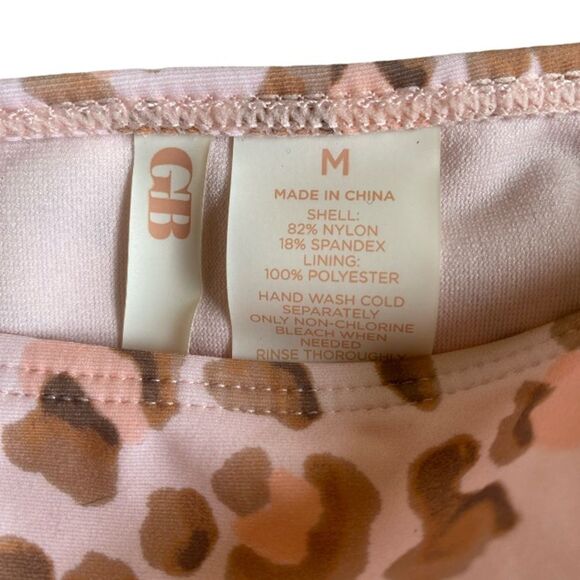 GB
M
MADE IN CHINA
SHELL:
82% NYLON
18% SPANDEX
LINING:
100% POLYESTER
HAND WASH COLD
SEPARATELY
ONLY NON-CHLORINE
BLEACH WHEN
NEEDED
RINSE THOROUGHLY